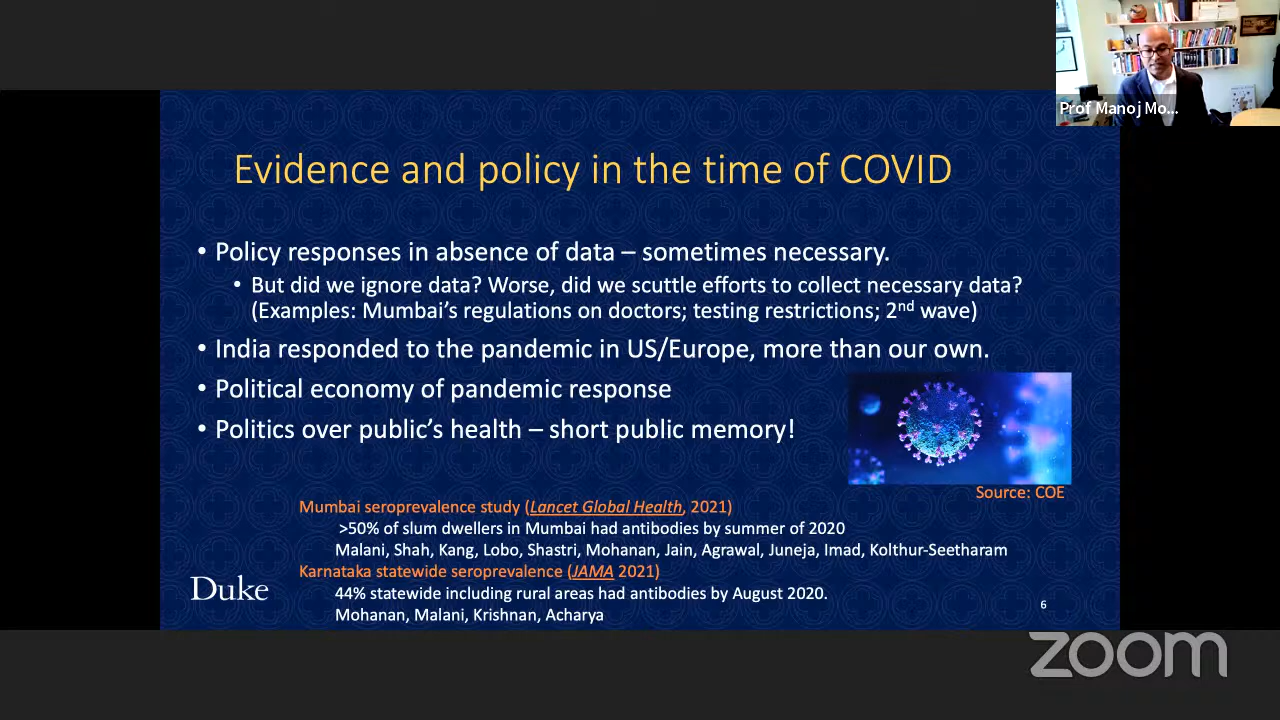 Prof Manoj Mo...
Evidence and policy in the time of COVID
• Policy responses in absence of data – sometimes necessary.
• But did we ignore data? Worse, did we scuttle efforts to collect necessary data?
(Examples: Mumbai's regulations on doctors; testing restrictions; 2nd wave)
• India responded to the pandemic in US/Europe, more than our own.
• Political economy of pandemic response
• Politics over public's health – short public memory!
Source: COE
Mumbai seroprevalence study (Lancet Global Health, 2021)
>50% of slum dwellers in Mumbai had antibodies by summer of 2020
Malani, Shah, Kang, Lobo, Shastri, Mohanan, Jain, Agrawal, Juneja, Imad, Kolthur-Seetharam
Karnataka statewide seroprevalence (JAMA 2021)
44% statewide including rural areas had antibodies by August 2020.
Mohanan, Malani, Krishnan, Acharya
Duke
6
zoom